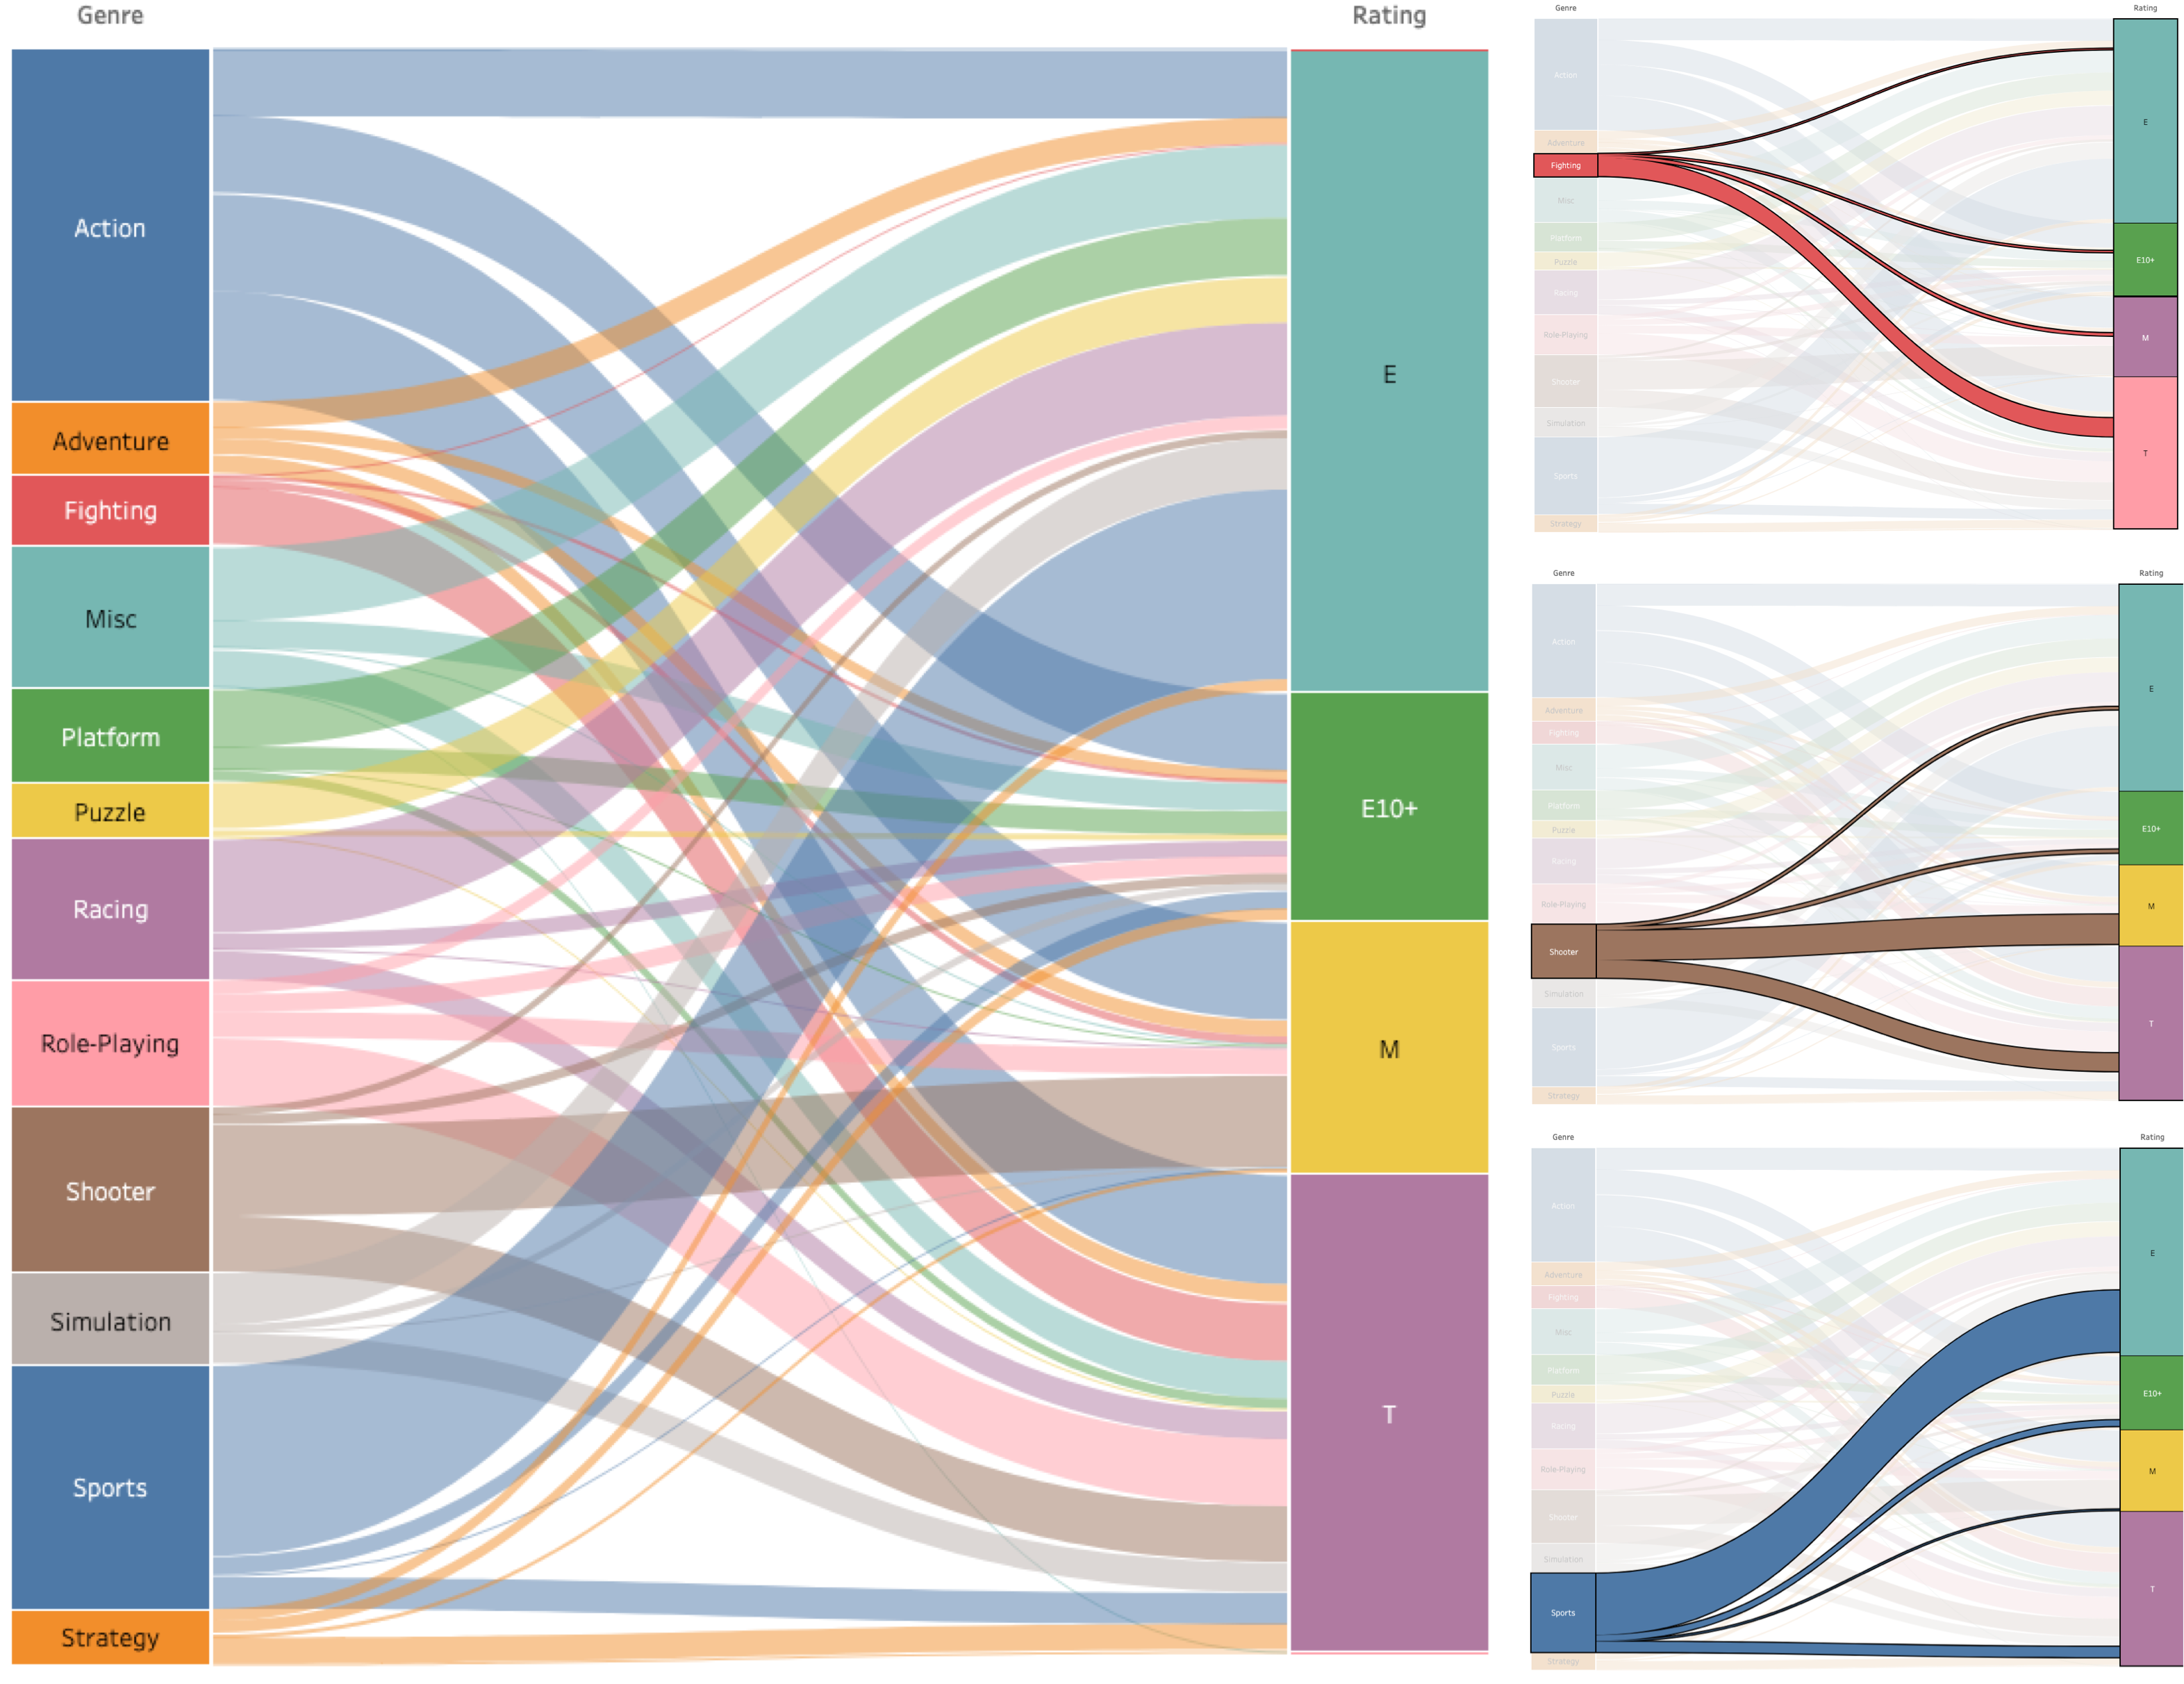 Genre
Rating
Action
Adventure
Fighting
Misc
Platform
Puzzle
Racing
Role-Playing
Shooter
Simulation
Sports
Strategy
E
E10+
M
T
Genre
Rating
Action
Adventure
Fighting
Misc
Platform
Puzzle
Racing
Role-Playing
Shooter
Simulation
Sports
Strategy
E
E10+
M
T
Genre
Rating
Action
Adventure
Fighting
Misc
Platform
Puzzle
Racing
Role-Playing
Shooter
Simulation
Sports
Strategy
E
E10+
M
T
Genre
Rating
Action
Adventure
Fighting
Misc
Platform
Puzzle
Racing
Role-Playing
Shooter
Simulation
Sports
Strategy
E
E10+
M
T